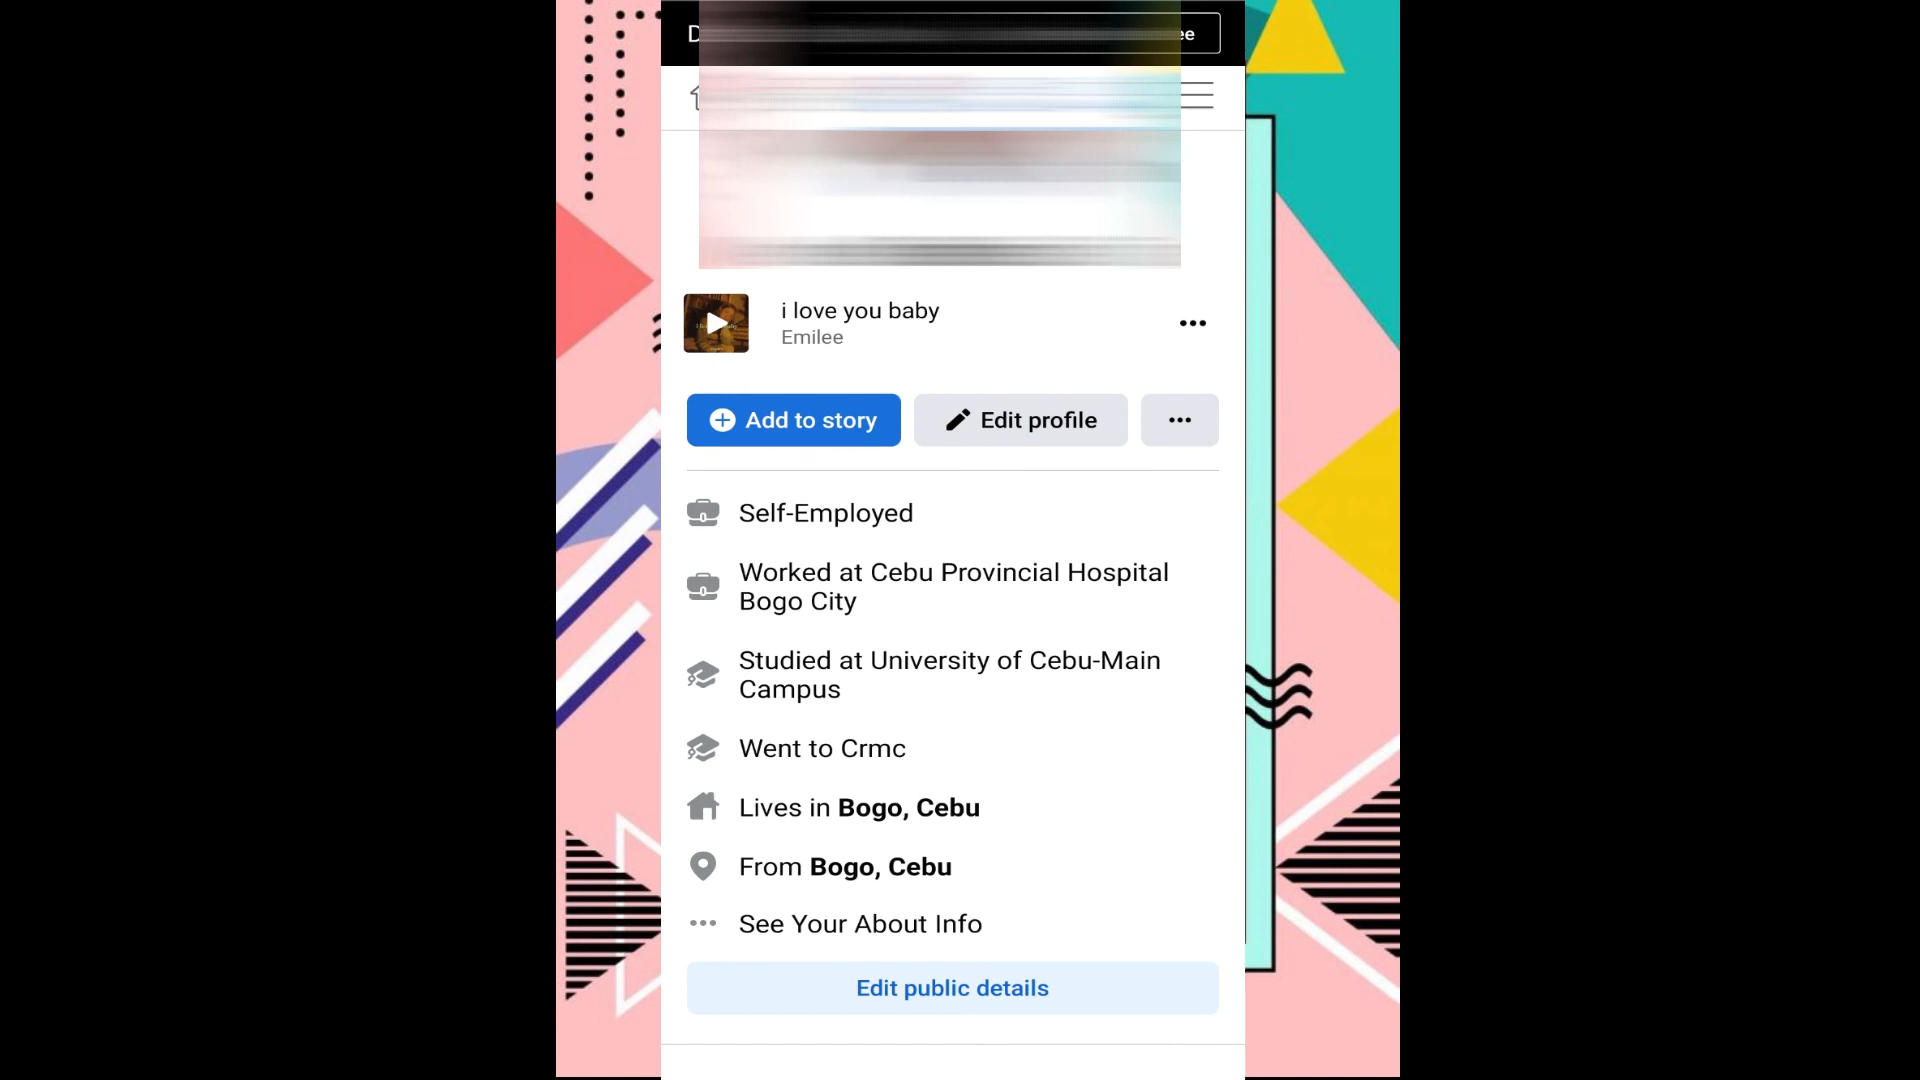 ee
i love you baby
Emilee
Add to story
Edit profile
Self-Employed
Worked at Cebu Provincial Hospital
Bogo City
Studied at University of Cebu-Main
Campus
Went to Crmc
Lives in Bogo, Cebu
From Bogo, Cebu
See Your About Info
Edit public details